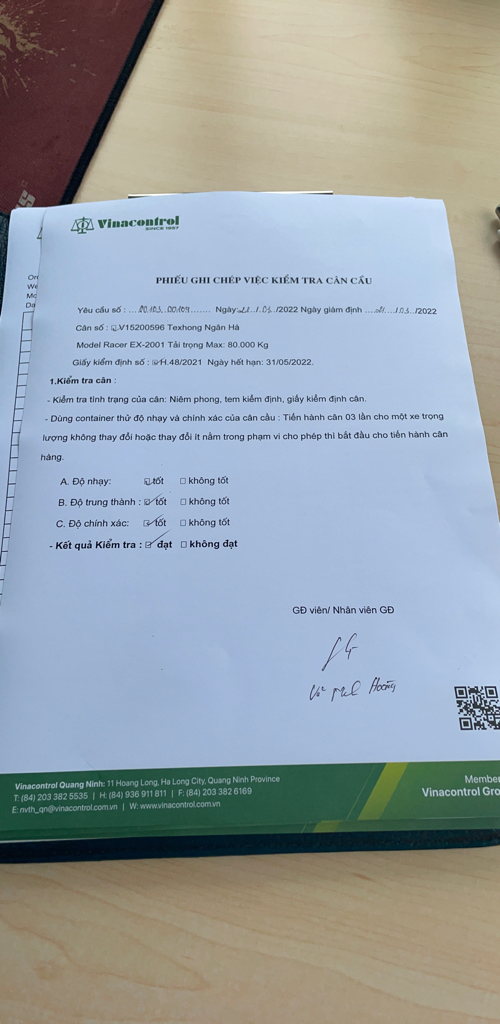 Vinacontrol
SINCE 1957
PHIẾU GHI CHÉP VIỆC KIỂM TRA CÂN CẦU
Yêu cầu số : Ngày /03/2022 Ngày giám định /03/2022
Cân số : V15200596 Texhong Ngân Hà
Model Racer EX-2001 Tải trọng Max: 80.000 Kg
Giấy kiểm định số : H.48/2021 Ngày hết hạn: 31/05/2022.
1.Kiểm tra cân :
- Kiểm tra tình trạng của cân: Niêm phong, tem kiểm định, giấy kiểm định cân.
- Dùng container thử độ nhạy và chính xác của cân cầu : Tiến hành cân 03 lần cho một xe trọng
lượng không thay đổi hoặc thay đổi ít nằm trong phạm vi cho phép thì bắt đầu cho tiến hành cân
hàng.
A. Độ nhạy: ☑ tốt ☐ không tốt
B. Độ trung thành : ☑ tốt ☐ không tốt
C. Độ chính xác: ☑ tốt ☐ không tốt
- Kết quả Kiểm tra : ☑ đạt ☐ không đạt
GĐ viên/ Nhân viên GĐ
Hoàng
Vinacontrol Quang Ninh: 11 Hoang Long, Ha Long City, Quang Ninh Province
T: (84) 203 382 5535 | H: (84) 936 911 811 | F: (84) 203 382 6169
E: nvth_qn@vinacontrol.com.vn | W: www.vinacontrol.com.vn
Member
Vinacontrol Gro